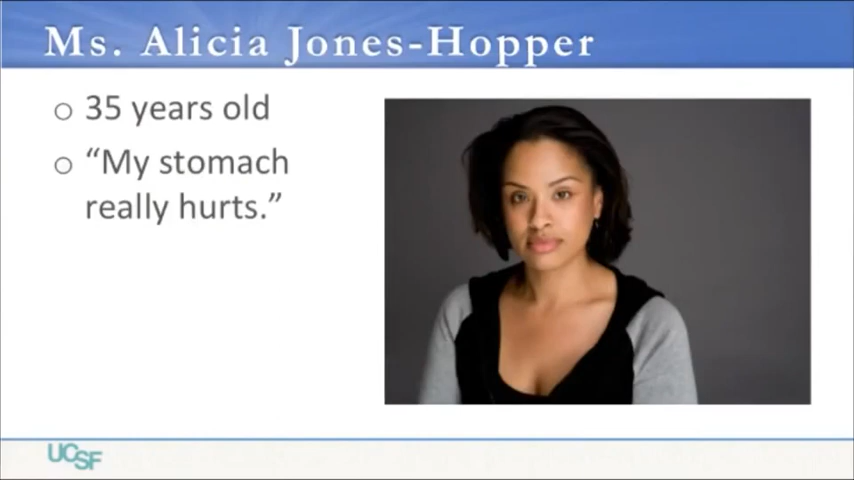 Ms. Alicia Jones-Hopper
○ 35 years old
○ “My stomach
really hurts.”
UCSF